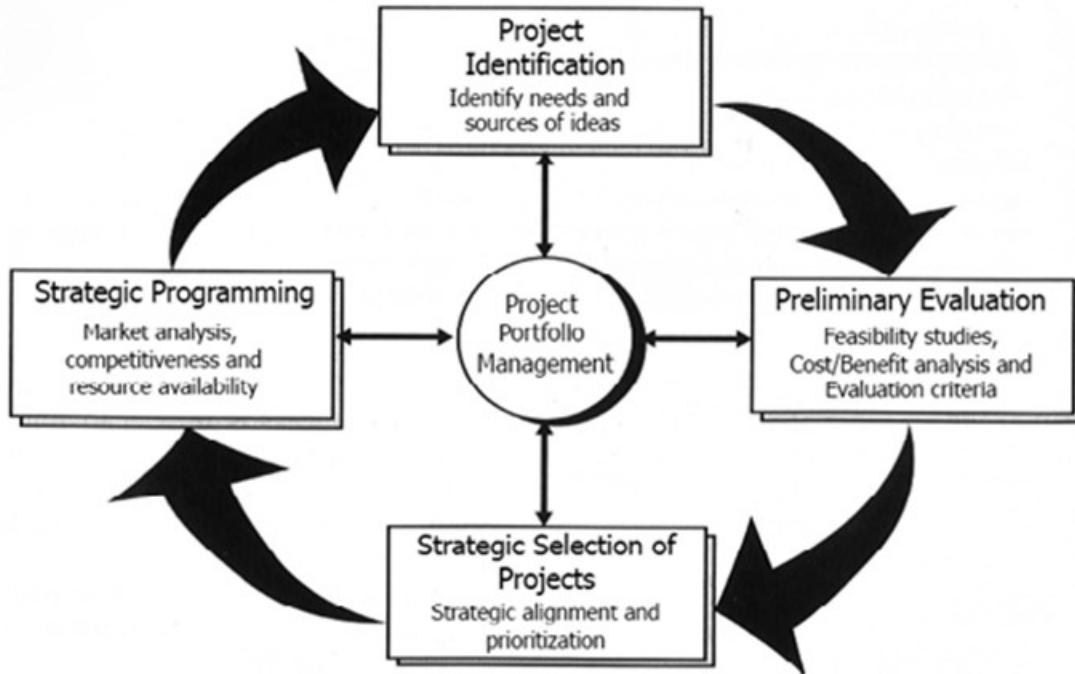 Project
Identification
Identify needs and
sources of ideas
Strategic Programming
Market analysis,
competitiveness and
resource availability
Project
Portfolio
Management
Preliminary Evaluation
Feasibility studies,
Cost/Benefit analysis and
Evaluation criteria
Strategic Selection of
Projects
Strategic alignment and
prioritization